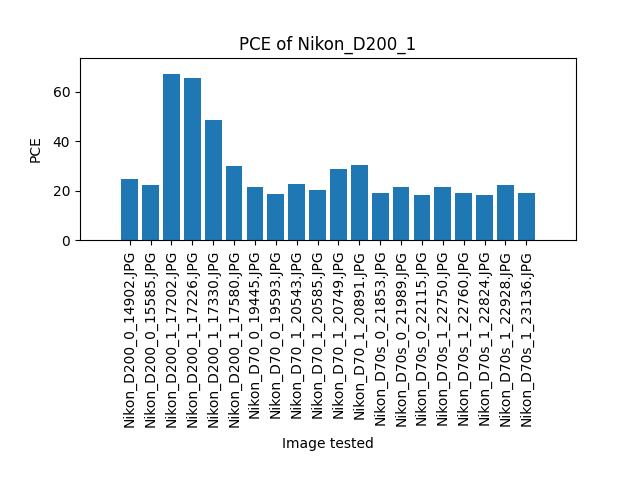 PCE of Nikon_D200_1
PCE
60
40
20
0
Nikon_D200_0_14902.JPG
Nikon_D200_0_15585.JPG
Nikon_D200_1_17202.JPG
Nikon_D200_1_17226.JPG
Nikon_D200_1_17330.JPG
Nikon_D200_1_17580.JPG
Nikon_D70_0_19445.JPG
Nikon_D70_0_19593.JPG
Nikon_D70_1_20543.JPG
Nikon_D70_1_20585.JPG
Nikon_D70_1_20749.JPG
Nikon_D70_1_20891.JPG
Nikon_D70s_0_21853.JPG
Nikon_D70s_0_21989.JPG
Nikon_D70s_0_22115.JPG
Nikon_D70s_1_22750.JPG
Nikon_D70s_1_22760.JPG
Nikon_D70s_1_22824.JPG
Nikon_D70s_1_22928.JPG
Nikon_D70s_1_23136.JPG
Image tested